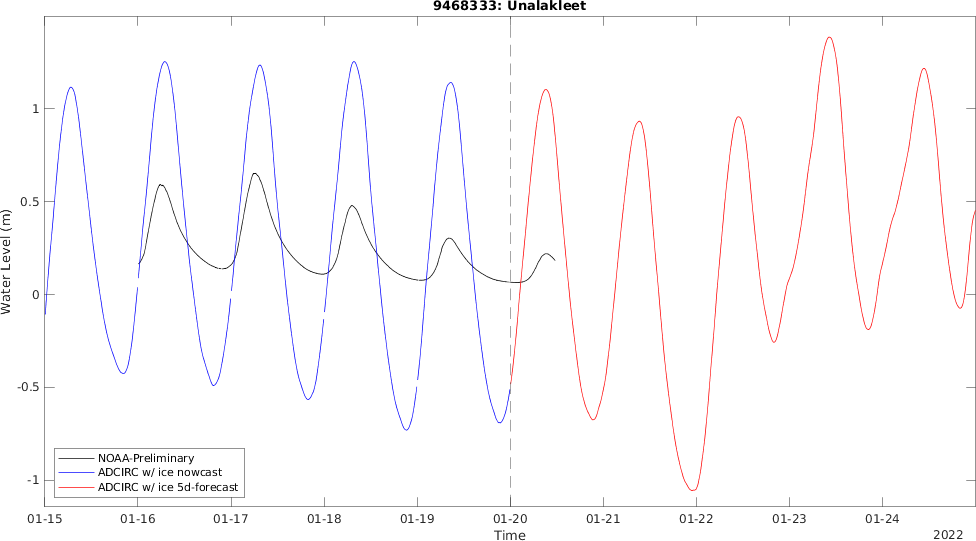 9468333: Unalakleet
Water Level (m)
1
0.5
0
-0.5
-1
NOAA-Preliminary
ADCIRC w/ ice nowcast
ADCIRC w/ ice 5d-forecast
01-15 01-16 01-17 01-18 01-19 01-20 01-21 01-22 01-23 01-24
Time
2022